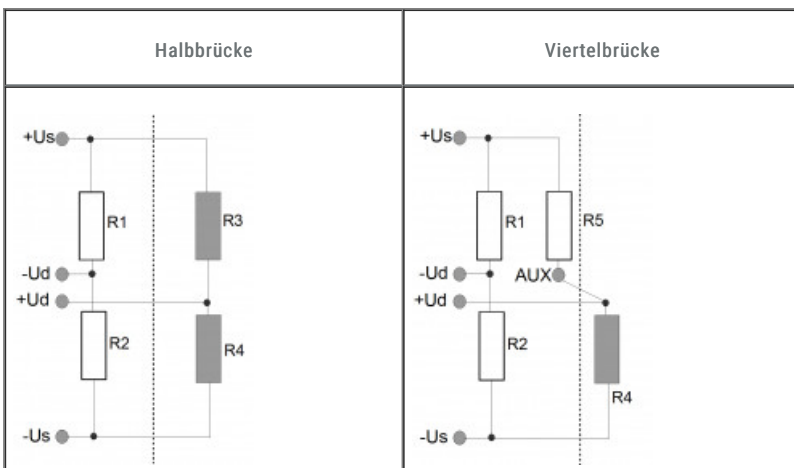 Halbbrücke
Viertelbrücke
+Us
R1
R3
-Ud
+Ud
R2
R4
-Us
+Us
R1
R5
-Ud
AUX
+Ud
R2
R4
-Us